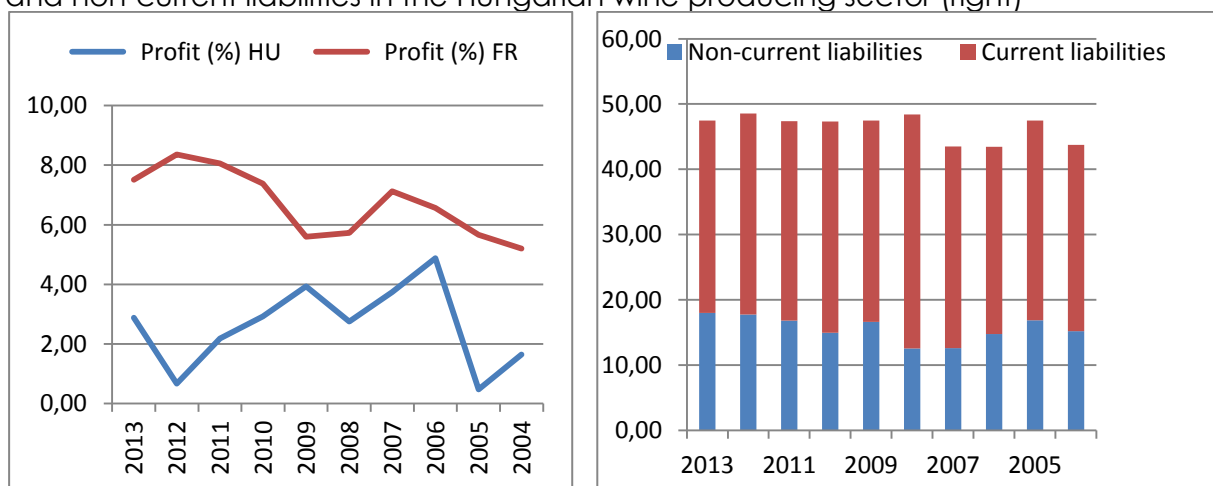 and non-current liabilities in the Hungarian wine producing sector (right)
Profit (%) HU Profit (%) FR
10,00
8,00
6,00
4,00
2,00
0,00
2013 2012 2011 2010 2009 2008 2007 2006 2005 2004
60,00
Non-current liabilities Current liabilities
50,00
40,00
30,00
20,00
10,00
0,00
2013 2011 2009 2007 2005